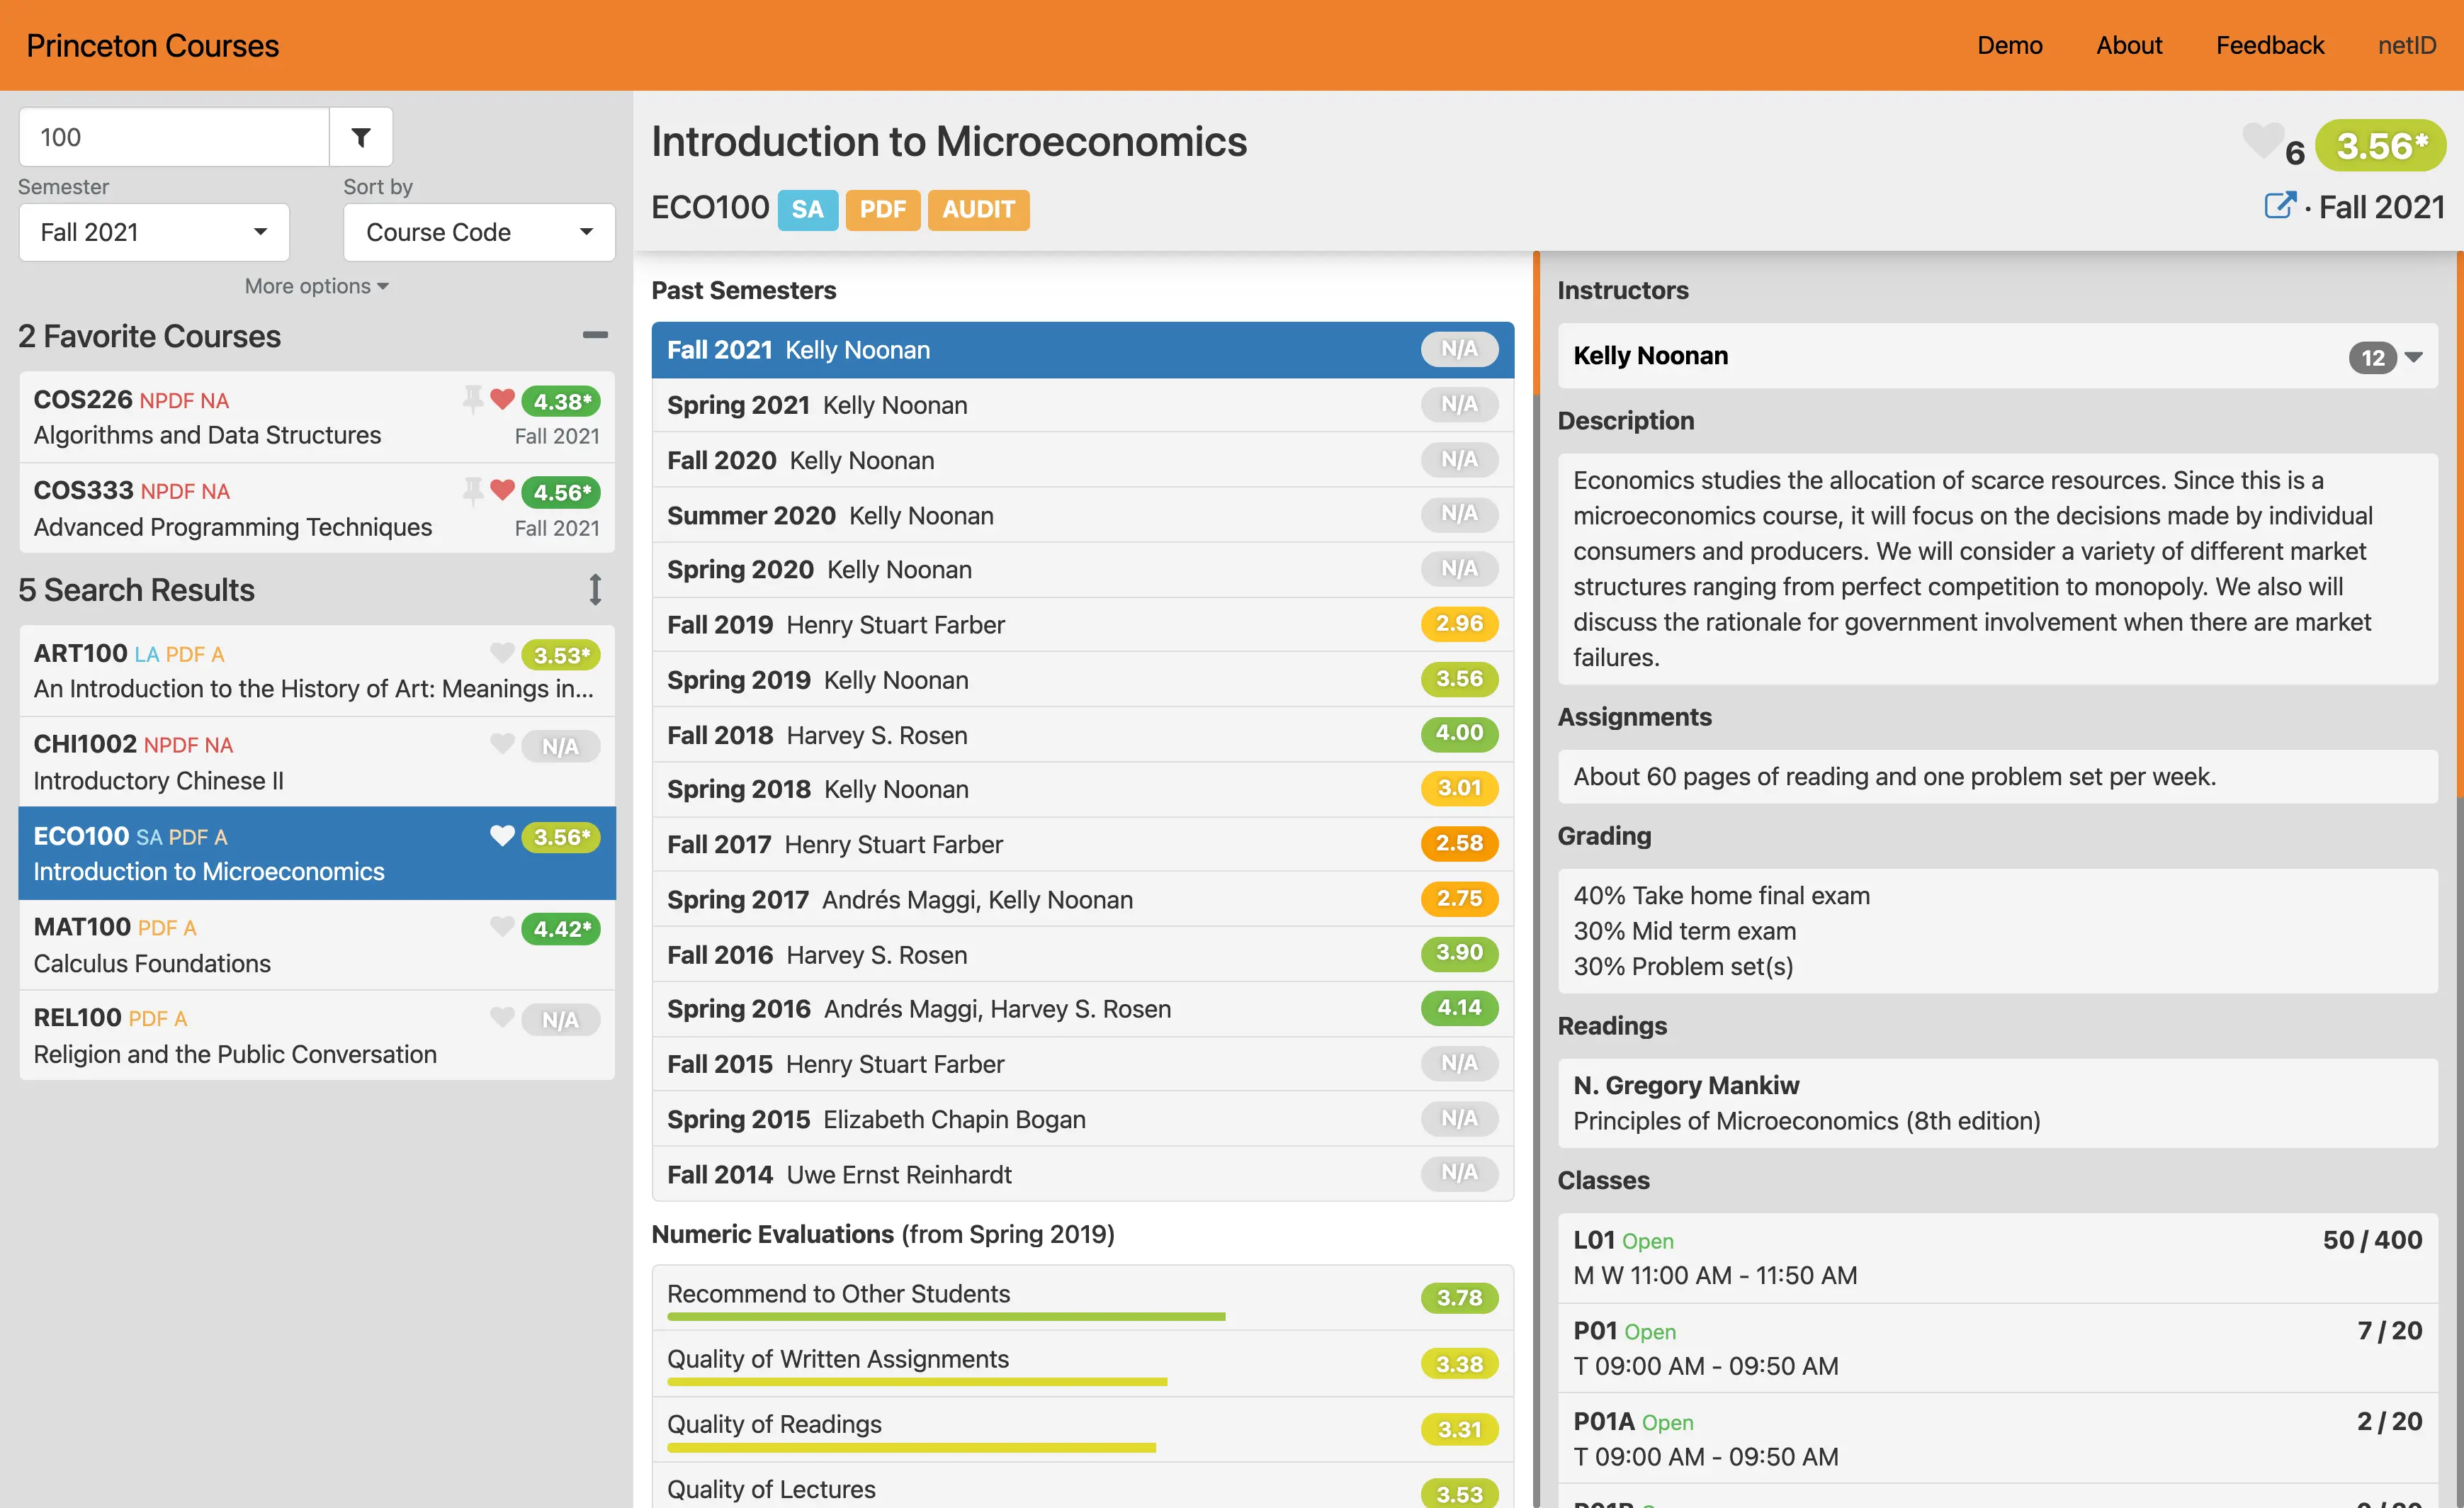 Princeton Courses
Demo About Feedback netID
100
Semester Sort by
Fall 2021 Course Code
More options
2 Favorite Courses
COS226 NPDF NA 4.38*
Algorithms and Data Structures Fall 2021
COS333 NPDF NA 4.56*
Advanced Programming Techniques Fall 2021
5 Search Results
ART100 LA PDF A 3.53*
An Introduction to the History of Art: Meanings in...
CHI1002 NPDF NA N/A
Introductory Chinese II
ECO100 SA PDF A 3.56*
Introduction to Microeconomics
MAT100 PDF A 4.42*
Calculus Foundations
REL100 PDF A N/A
Religion and the Public Conversation
Introduction to Microeconomics
6 3.56*
ECO100 SA PDF AUDIT
· Fall 2021
Past Semesters
Fall 2021 Kelly Noonan N/A
Spring 2021 Kelly Noonan N/A
Fall 2020 Kelly Noonan N/A
Summer 2020 Kelly Noonan N/A
Spring 2020 Kelly Noonan N/A
Fall 2019 Henry Stuart Farber 2.96
Spring 2019 Kelly Noonan 3.56
Fall 2018 Harvey S. Rosen 4.00
Spring 2018 Kelly Noonan 3.01
Fall 2017 Henry Stuart Farber 2.58
Spring 2017 Andrés Maggi, Kelly Noonan 2.75
Fall 2016 Harvey S. Rosen 3.90
Spring 2016 Andrés Maggi, Harvey S. Rosen 4.14
Fall 2015 Henry Stuart Farber N/A
Spring 2015 Elizabeth Chapin Bogan N/A
Fall 2014 Uwe Ernst Reinhardt N/A
Numeric Evaluations (from Spring 2019)
Recommend to Other Students 3.78
Quality of Written Assignments 3.38
Quality of Readings 3.31
Quality of Lectures 3.53
Instructors
Kelly Noonan 12
Description
Economics studies the allocation of scarce resources. Since this is a
microeconomics course, it will focus on the decisions made by individual
consumers and producers. We will consider a variety of different market
structures ranging from perfect competition to monopoly. We also will
discuss the rationale for government involvement when there are market
failures.
Assignments
About 60 pages of reading and one problem set per week.
Grading
40% Take home final exam
30% Mid term exam
30% Problem set(s)
Readings
N. Gregory Mankiw
Principles of Microeconomics (8th edition)
Classes
L01 Open 50 / 400
M W 11:00 AM - 11:50 AM
P01 Open 7 / 20
T 09:00 AM - 09:50 AM
P01A Open 2 / 20
T 09:00 AM - 09:50 AM